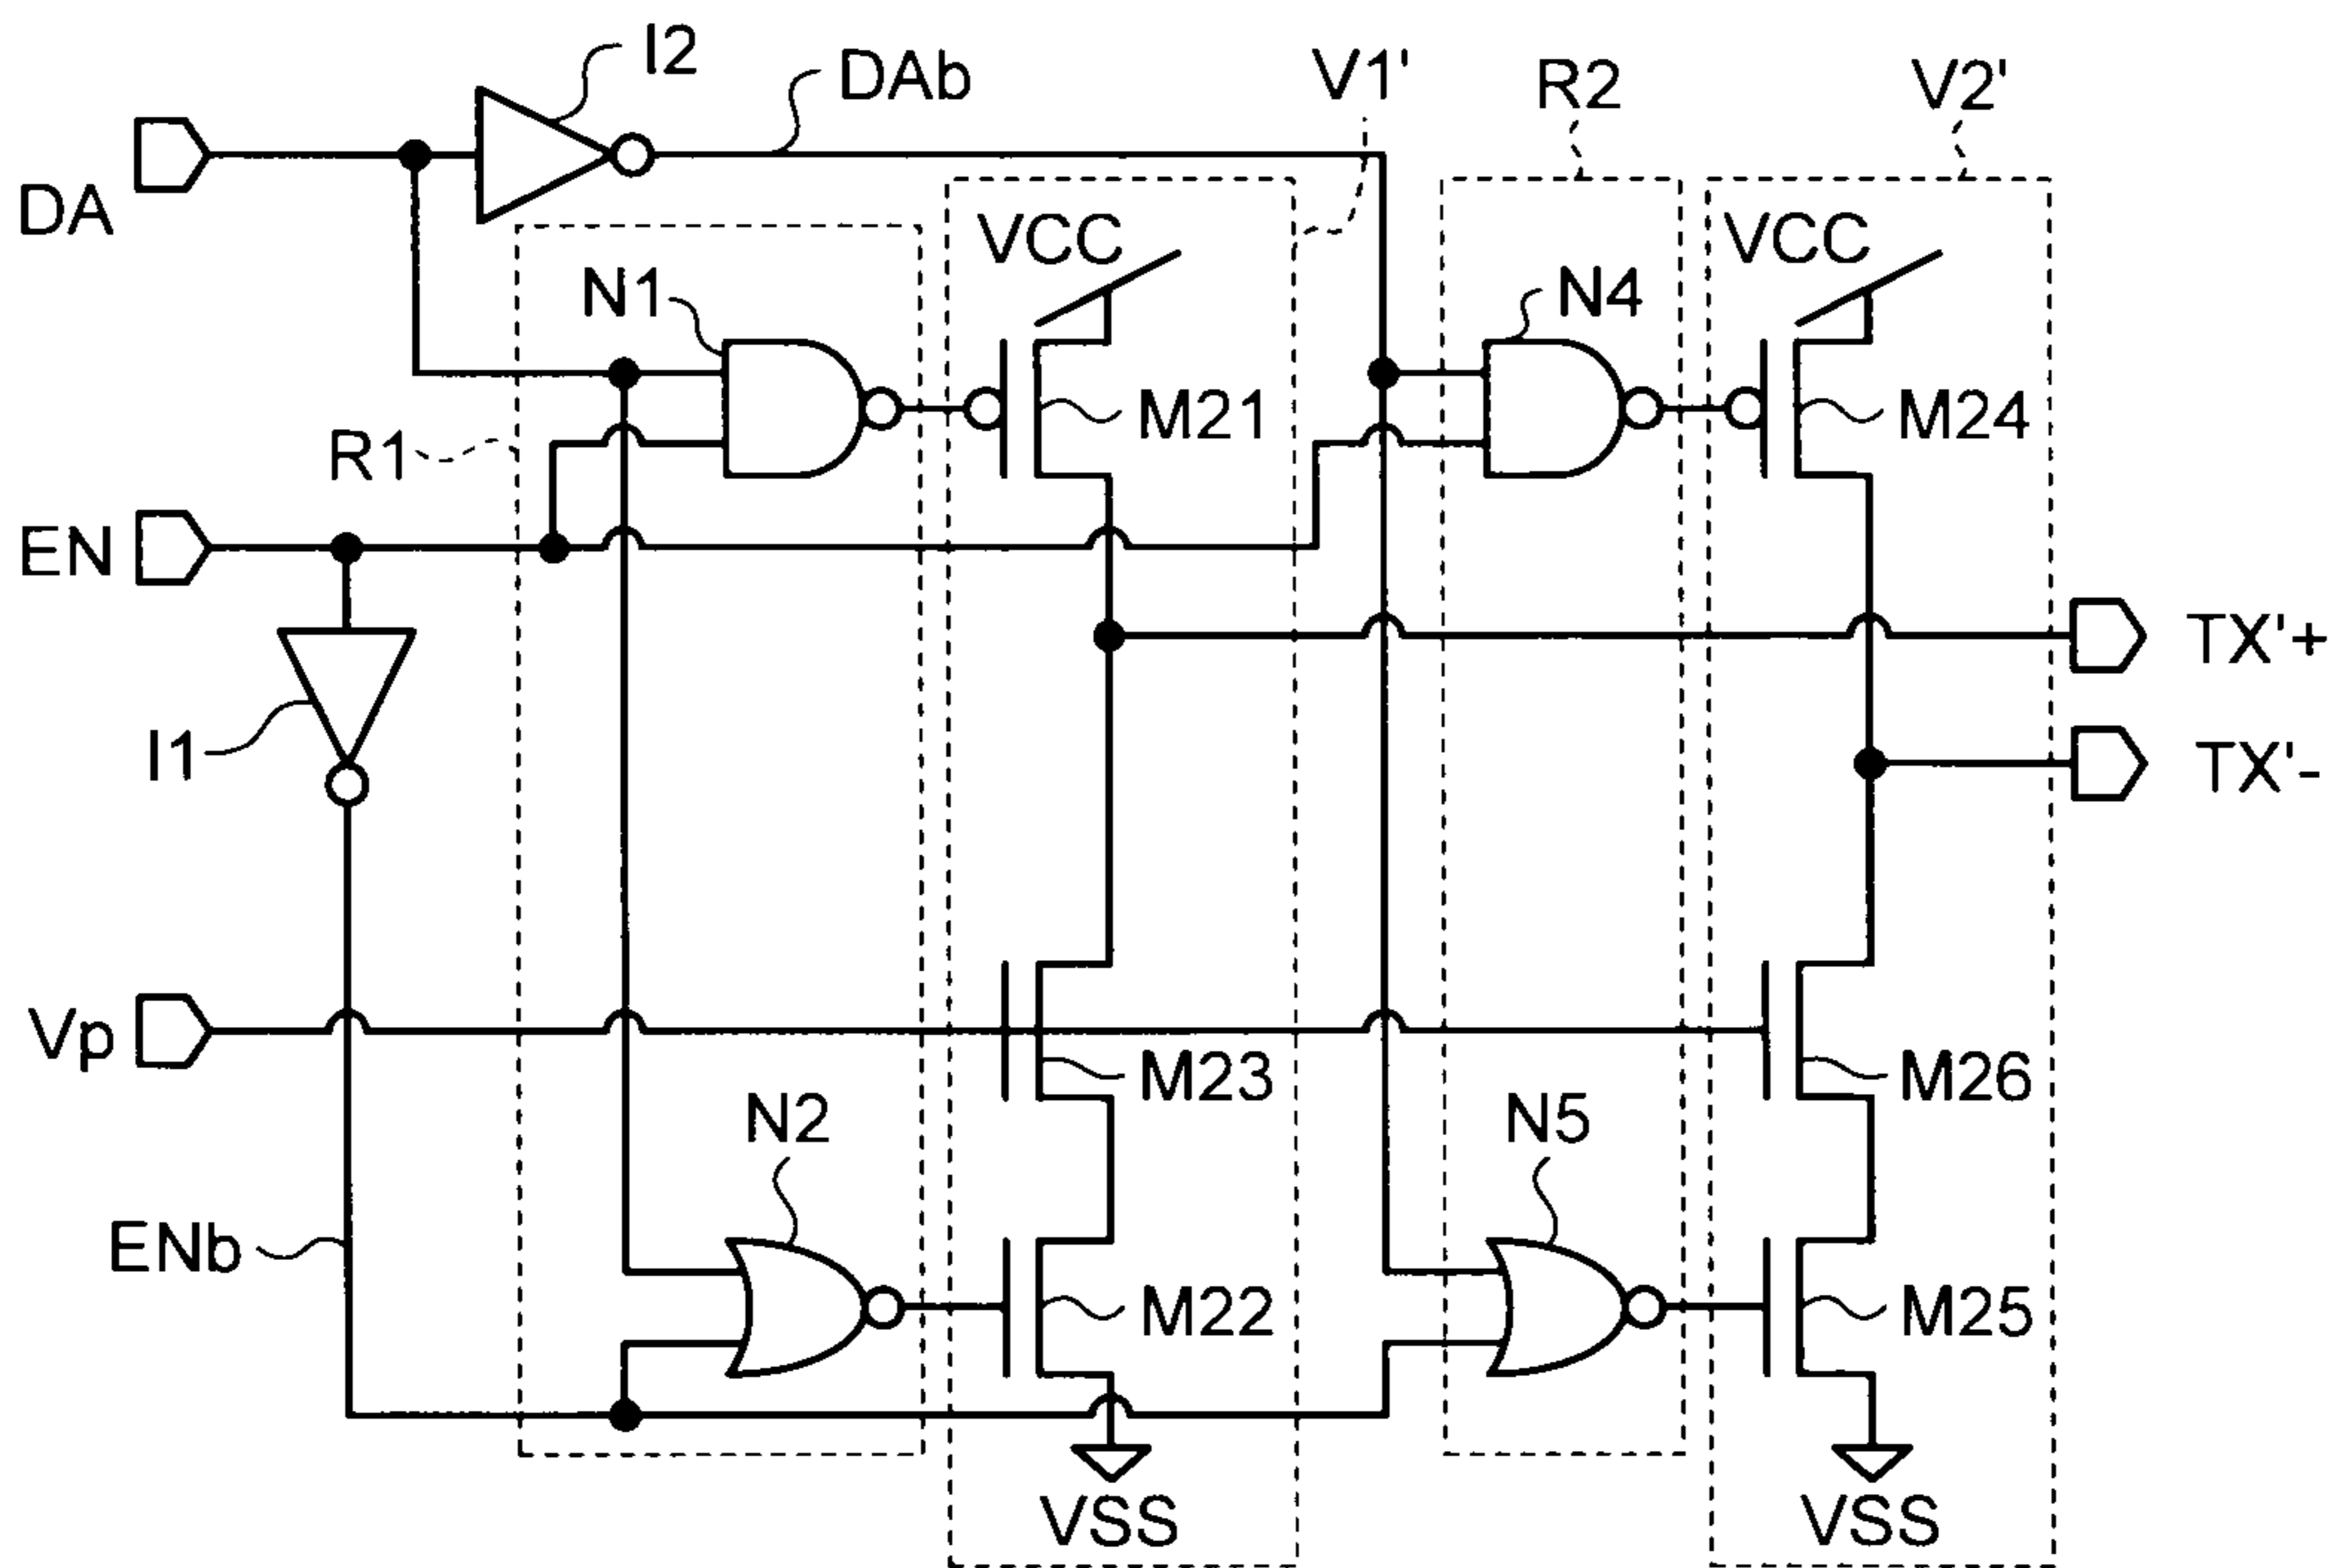 I2
DAb
V1'
R2
V2'
DA
VCC
VCC
N1
N4
M21
M24
R1
EN
TX'+
I1
TX'-
Vp
M23
M26
N2
N5
ENb
M22
M25
VSS
VSS